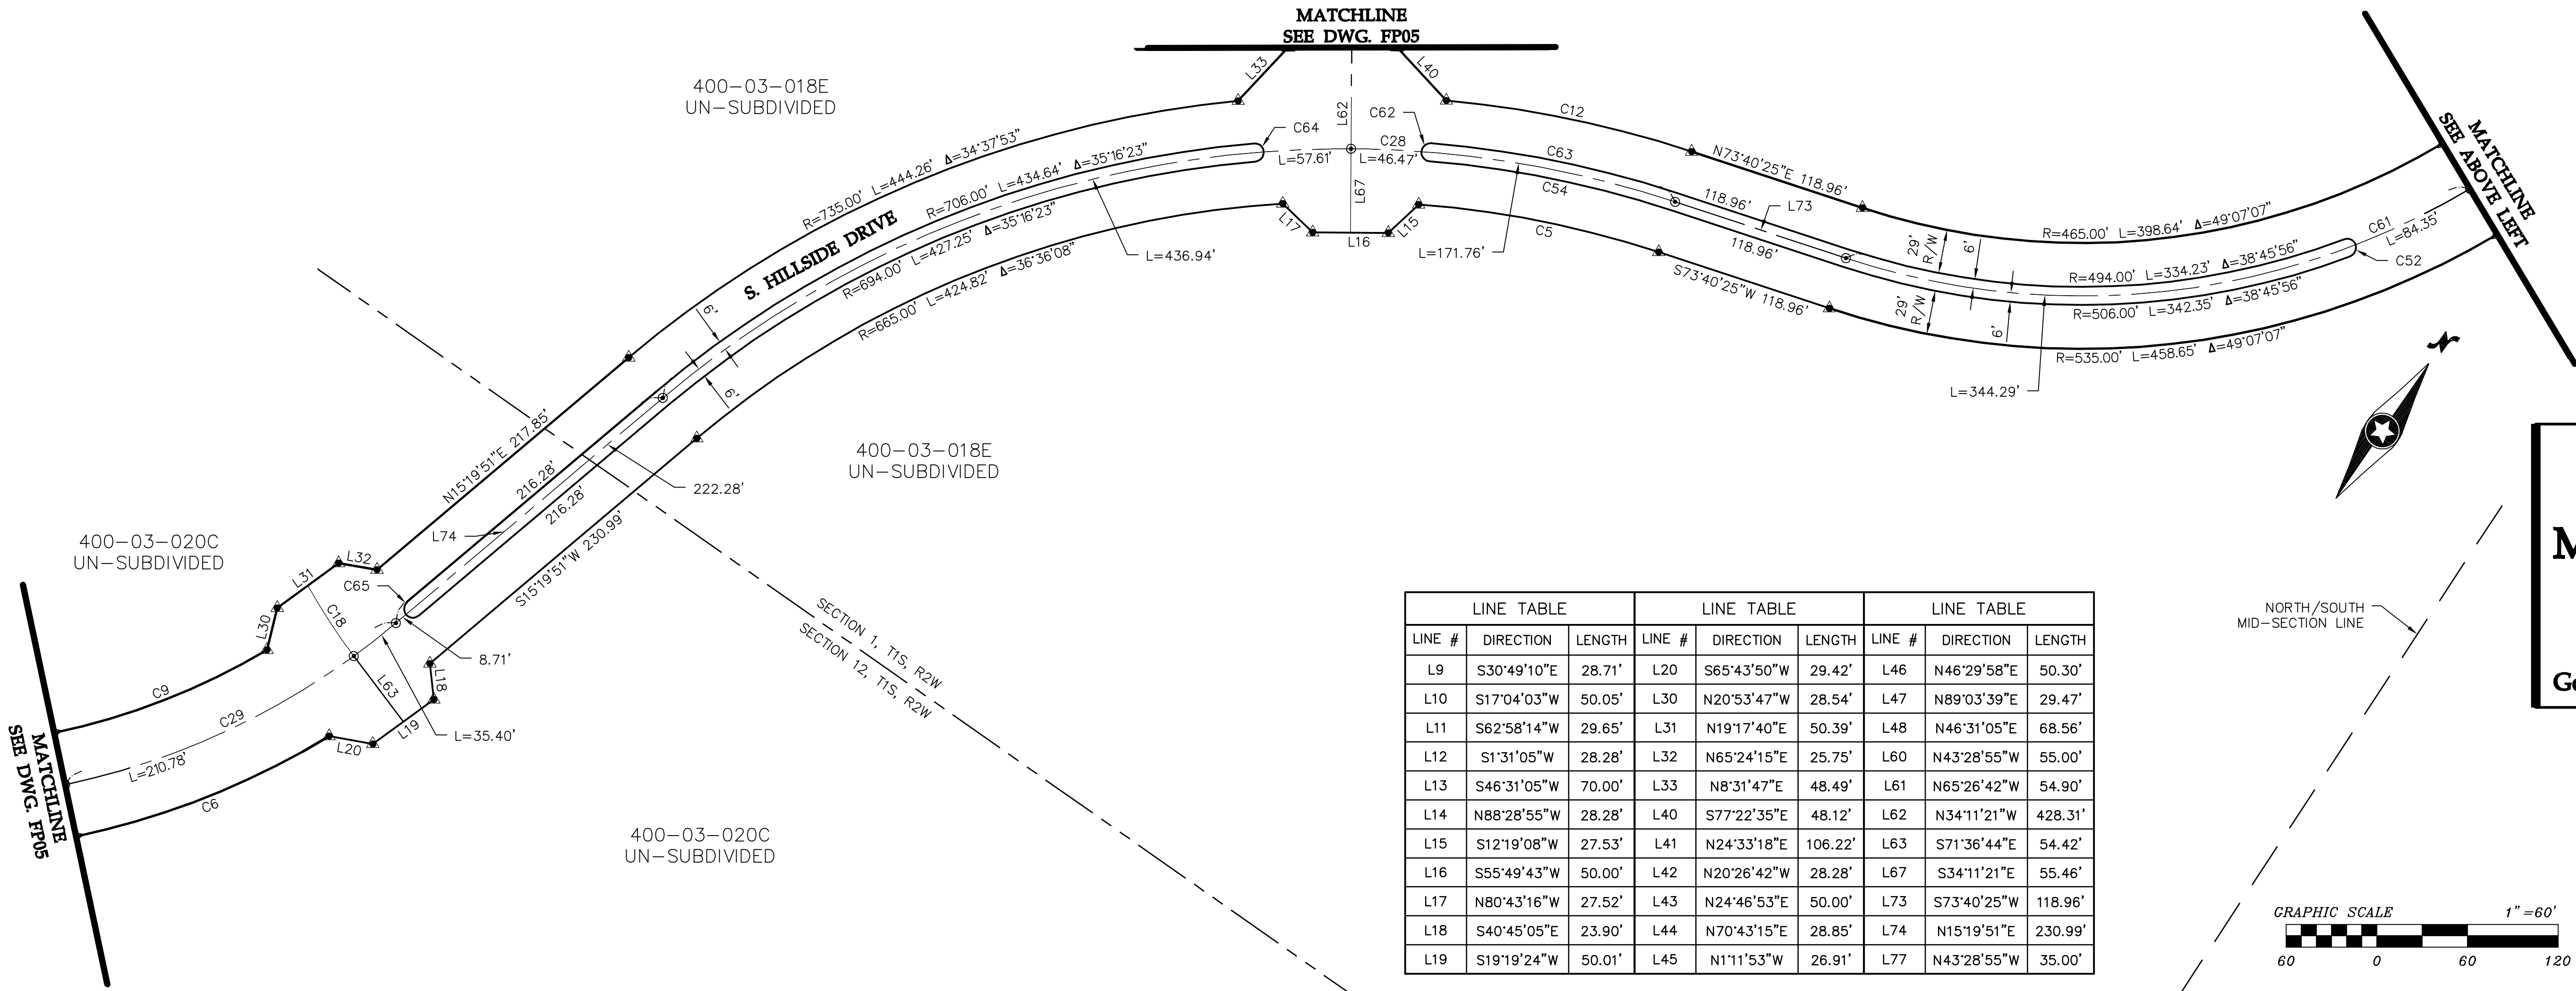 MATCHLINE
SEE DWG. FP05
400-03-018E
UN-SUBDIVIDED
L33
L40
L62
C64
C62
C28
L=57.61'
L=46.47'
L67
L17
L16
L15
C12
N73°40'25"E 118.96'
C63
C54
118.96'
L73
118.96'
C5
L=171.76'
S73°40'25"W 118.96'
MATCHLINE
SEE ABOVE LEFT
R=465.00' L=398.64' Δ=49°07'07"
C61
L=84.35'
29'
R/W
6'
R=494.00' L=334.23' Δ=38°45'56"
C52
R=506.00' L=342.35' Δ=38°45'56"
29'
R/W
6'
R=535.00' L=458.65' Δ=49°07'07"
L=344.29'
R=735.00' L=444.26' Δ=34°37'53"
S. HILLSIDE DRIVE
R=706.00' L=434.64' Δ=35°16'23"
R=694.00' L=427.25' Δ=35°16'23"
L=436.94'
R=665.00' L=424.82' Δ=36°36'08"
6'
6'
N
400-03-018E
UN-SUBDIVIDED
N15°19'51"E 217.85'
216.28'
216.28'
222.28'
L74
S15°19'51"W 230.99'
400-03-020C
UN-SUBDIVIDED
L32
L31
C65
L30
C18
8.71'
L18
L63
L19
L=35.40'
L20
C9
C29
L=210.78'
C6
MATCHLINE
SEE DWG. FP05
400-03-020C
UN-SUBDIVIDED
SECTION 1, T1S, R2W
SECTION 12, T1S, R2W
LINE TABLE LINE TABLE LINE TABLE
LINE # DIRECTION LENGTH LINE # DIRECTION LENGTH LINE # DIRECTION LENGTH
L9 S30°49'10"E 28.71' L20 S65°43'50"W 29.42' L46 N46°29'58"E 50.30'
L10 S17°04'03"W 50.05' L30 N20°53'47"W 28.54' L47 N89°03'39"E 29.47'
L11 S62°58'14"W 29.65' L31 N19°17'40"E 50.39' L48 N46°31'05"E 68.56'
L12 S1°31'05"W 28.28' L32 N65°24'15"E 25.75' L60 N43°28'55"W 55.00'
L13 S46°31'05"W 70.00' L33 N8°31'47"E 48.49' L61 N65°26'42"W 54.90'
L14 N88°28'55"W 28.28' L40 S77°22'35"E 48.12' L62 N34°11'21"W 428.31'
L15 S12°19'08"W 27.53' L41 N24°33'18"E 106.22' L63 S71°36'44"E 54.42'
L16 S55°49'43"W 50.00' L42 N20°26'42"W 28.28' L67 S34°11'21"E 55.46'
L17 N80°43'16"W 27.52' L43 N24°46'53"E 50.00' L73 S73°40'25"W 118.96'
L18 S40°45'05"E 23.90' L44 N70°43'15"E 28.85' L74 N15°19'51"E 230.99'
L19 S19°19'24"W 50.01' L45 N1°11'53"W 26.91' L77 N43°28'55"W 35.00'
NORTH/SOUTH
MID-SECTION LINE
M
Ge
GRAPHIC SCALE 1"=60'
60 0 60 120